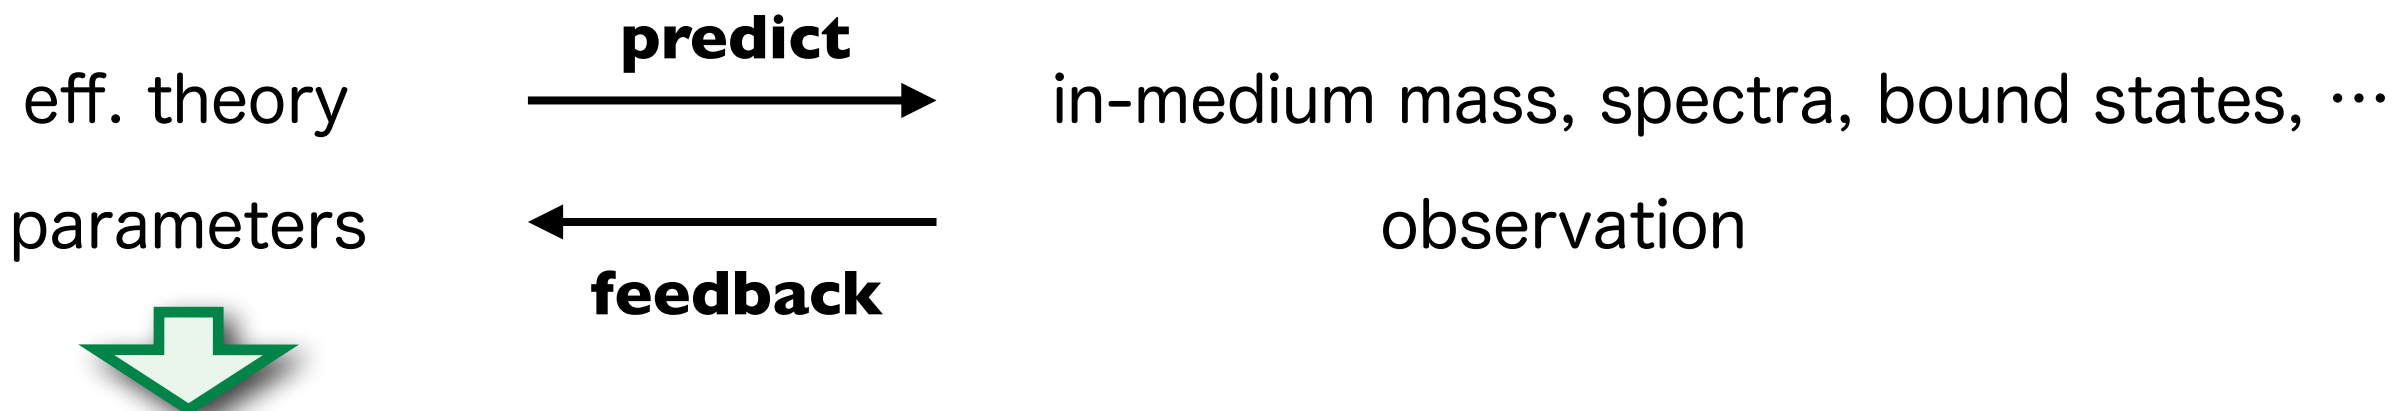 predict
eff. theory
in-medium mass, spectra, bound states, …
parameters
observation
feedback